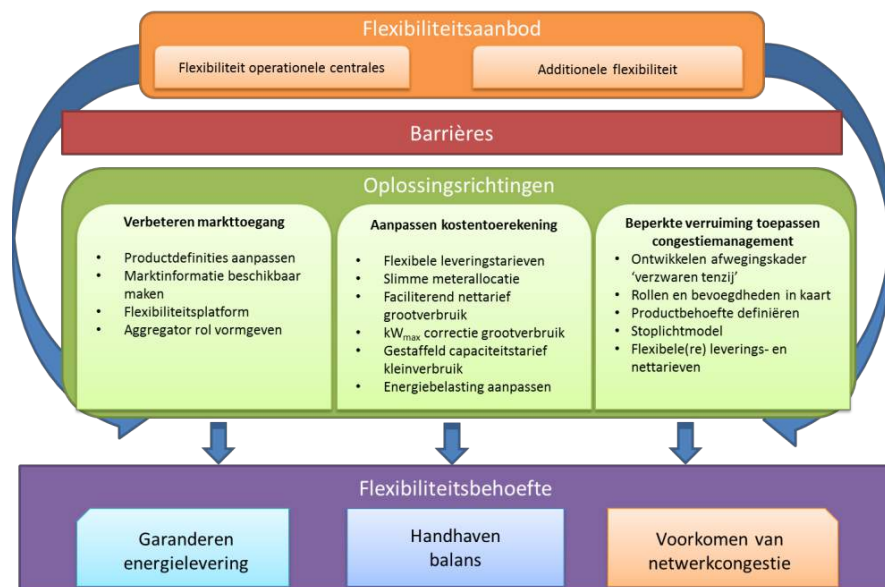 Flexibiliteitsaanbod
Flexibiliteit operationele centrales
Additionele flexibiliteit
Barrières
Oplossingsrichtingen
Verbeteren markttoegang
• Productdefinities aanpassen
• Marktinformatie beschikbaar
maken
• Flexibiliteitsplatform
• Aggregator rol vormgeven
Aanpassen kostentoerekening
• Flexibele leveringstarieven
• Slimme meterallocatie
• Faciliterend nettarief
grootverbruik
• kWmax correctie grootverbruik
• Gestaffeld capaciteitstarief
kleinverbruik
• Energiebelasting aanpassen
Beperkte verruiming toepassen
congestiemanagement
• Ontwikkelen afwegingskader
‘verzwaren tenzij’
• Rollen en bevoegdheden in kaart
• Productbehoefte definiëren
• Stoplichtmodel
• Flexibele(re) leverings- en
nettarieven
Flexibiliteitsbehoefte
Garanderen
energielevering
Handhaven
balans
Voorkomen van
netwerkcongestie